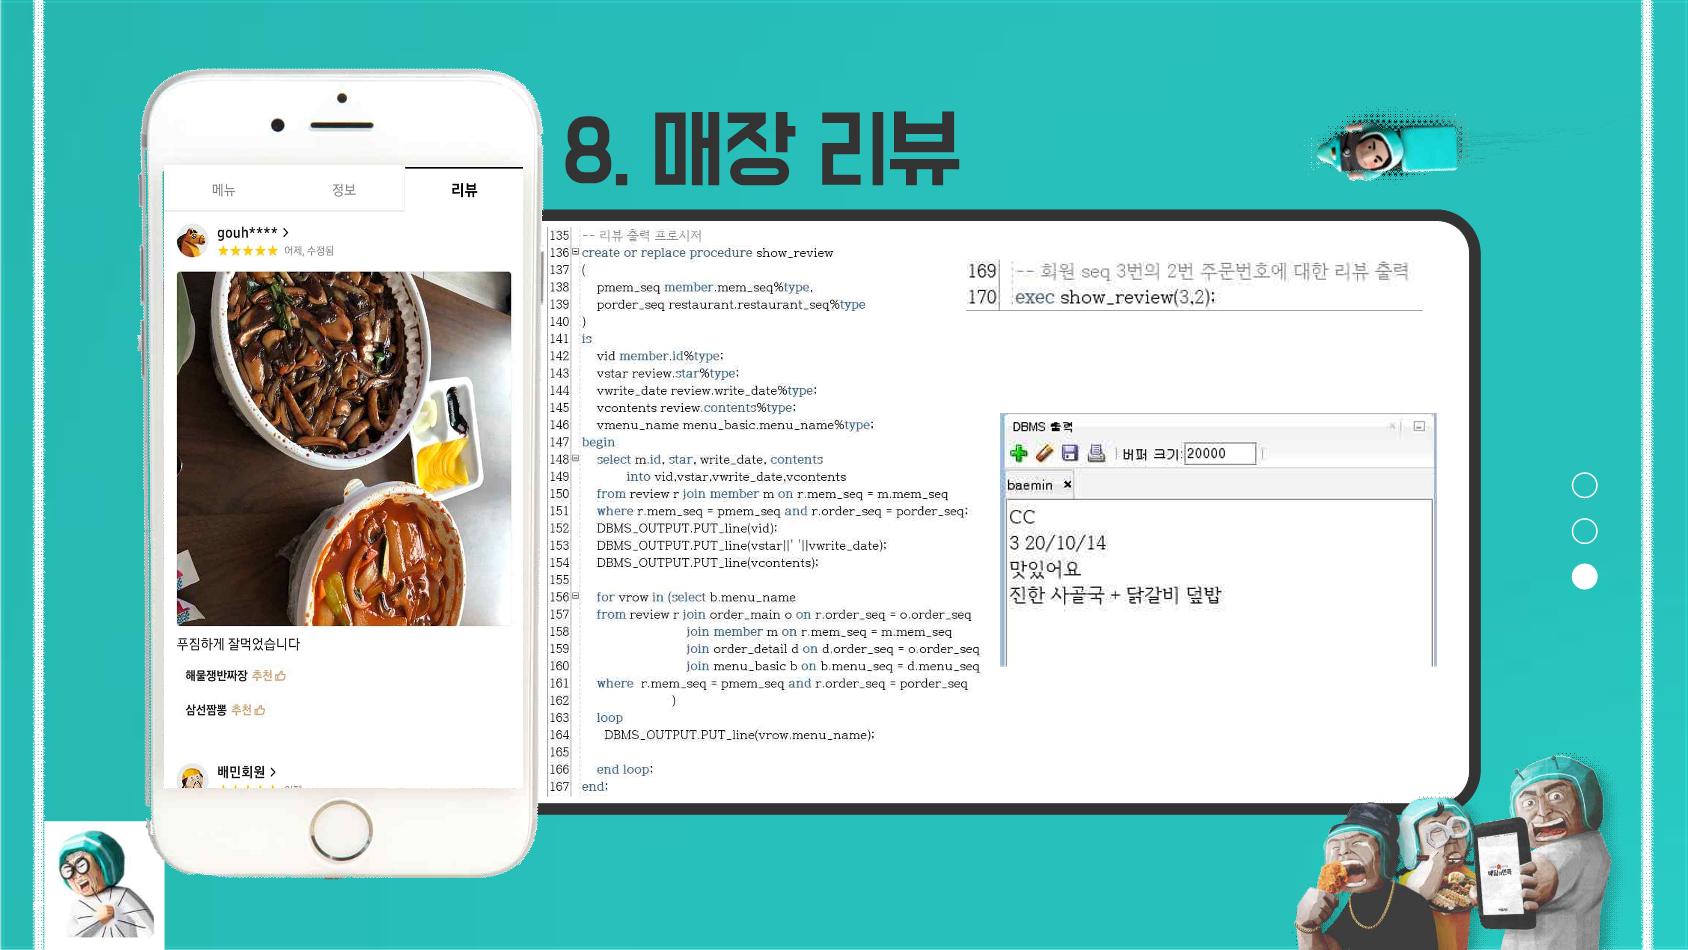 8. 매장 리뷰
메뉴 정보 리뷰
gouh**** >
★★★★★ 어제, 수정됨
푸짐하게 잘먹었습니다
해물쟁반짜장 추천
삼선짬뽕 추천
배민회원 >
135 -- 리뷰 출력 프로시저
136 create or replace procedure show_review
137 (
138 pmem_seq member.mem_seq%type,
139 porder_seq restaurant.restaurant_seq%type
140 )
141 is
142 vid member.id%type;
143 vstar review.star%type;
144 vwrite_date review.write_date%type;
145 vcontents review.contents%type;
146 vmenu_name menu_basic.menu_name%type;
147 begin
148 select m.id, star, write_date, contents
149 into vid,vstar,vwrite_date,vcontents
150 from review r join member m on r.mem_seq = m.mem_seq
151 where r.mem_seq = pmem_seq and r.order_seq = porder_seq;
152 DBMS_OUTPUT.PUT_line(vid);
153 DBMS_OUTPUT.PUT_line(vstar||' '||vwrite_date);
154 DBMS_OUTPUT.PUT_line(vcontents);
155
156 for vrow in (select b.menu_name
157 from review r join order_main o on r.order_seq = o.order_seq
158 join member m on r.mem_seq = m.mem_seq
159 join order_detail d on d.order_seq = o.order_seq
160 join menu_basic b on b.menu_seq = d.menu_seq
161 where r.mem_seq = pmem_seq and r.order_seq = porder_seq
162 )
163 loop
164 DBMS_OUTPUT.PUT_line(vrow.menu_name);
165
166 end loop;
167 end;
169 -- 회원 seq 3번의 2번 주문번호에 대한 리뷰 출력
170 exec show_review(3,2);
DBMS 출력
버퍼 크기: 20000
baemin ×
CC
3 20/10/14
맛있어요
진한 사골국 + 닭갈비 덮밥